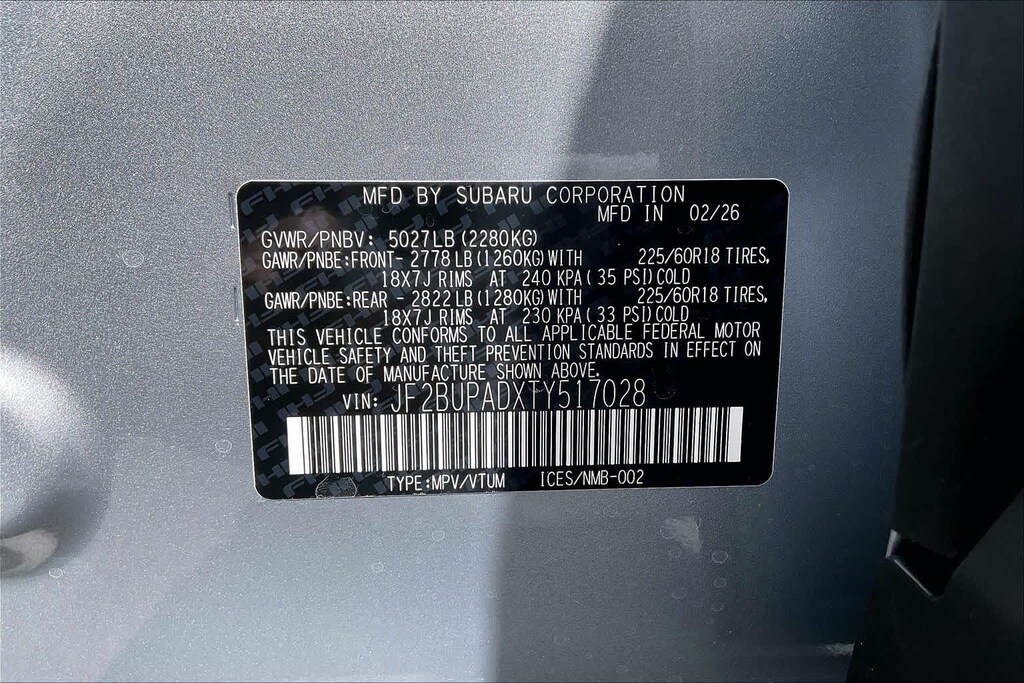 MFD BY SUBARU CORPORATION
MFD IN 02/26
GVWR/PNBV: 5027LB(2280KG)
GAWR/PNBE:FRONT- 2778 LB(1260KG)WITH 225/60R18 TIRES,
18X7J RIMS AT 240 KPA( 35 PSI)COLD
GAWR/PNBE:REAR - 2822 LB(1280KG)WITH 225/60R18 TIRES,
18X7J RIMS AT 230 KPA( 33 PSI)COLD
THIS VEHICLE CONFORMS TO ALL APPLICABLE FEDERAL MOTOR
VEHICLE SAFETY AND THEFT PREVENTION STANDARDS IN EFFECT ON
THE DATE OF MANUFACTURE SHOWN ABOVE.
VIN: JF2BUPADXTY517028
TYPE:MPV/VTUM ICES/NMB-002